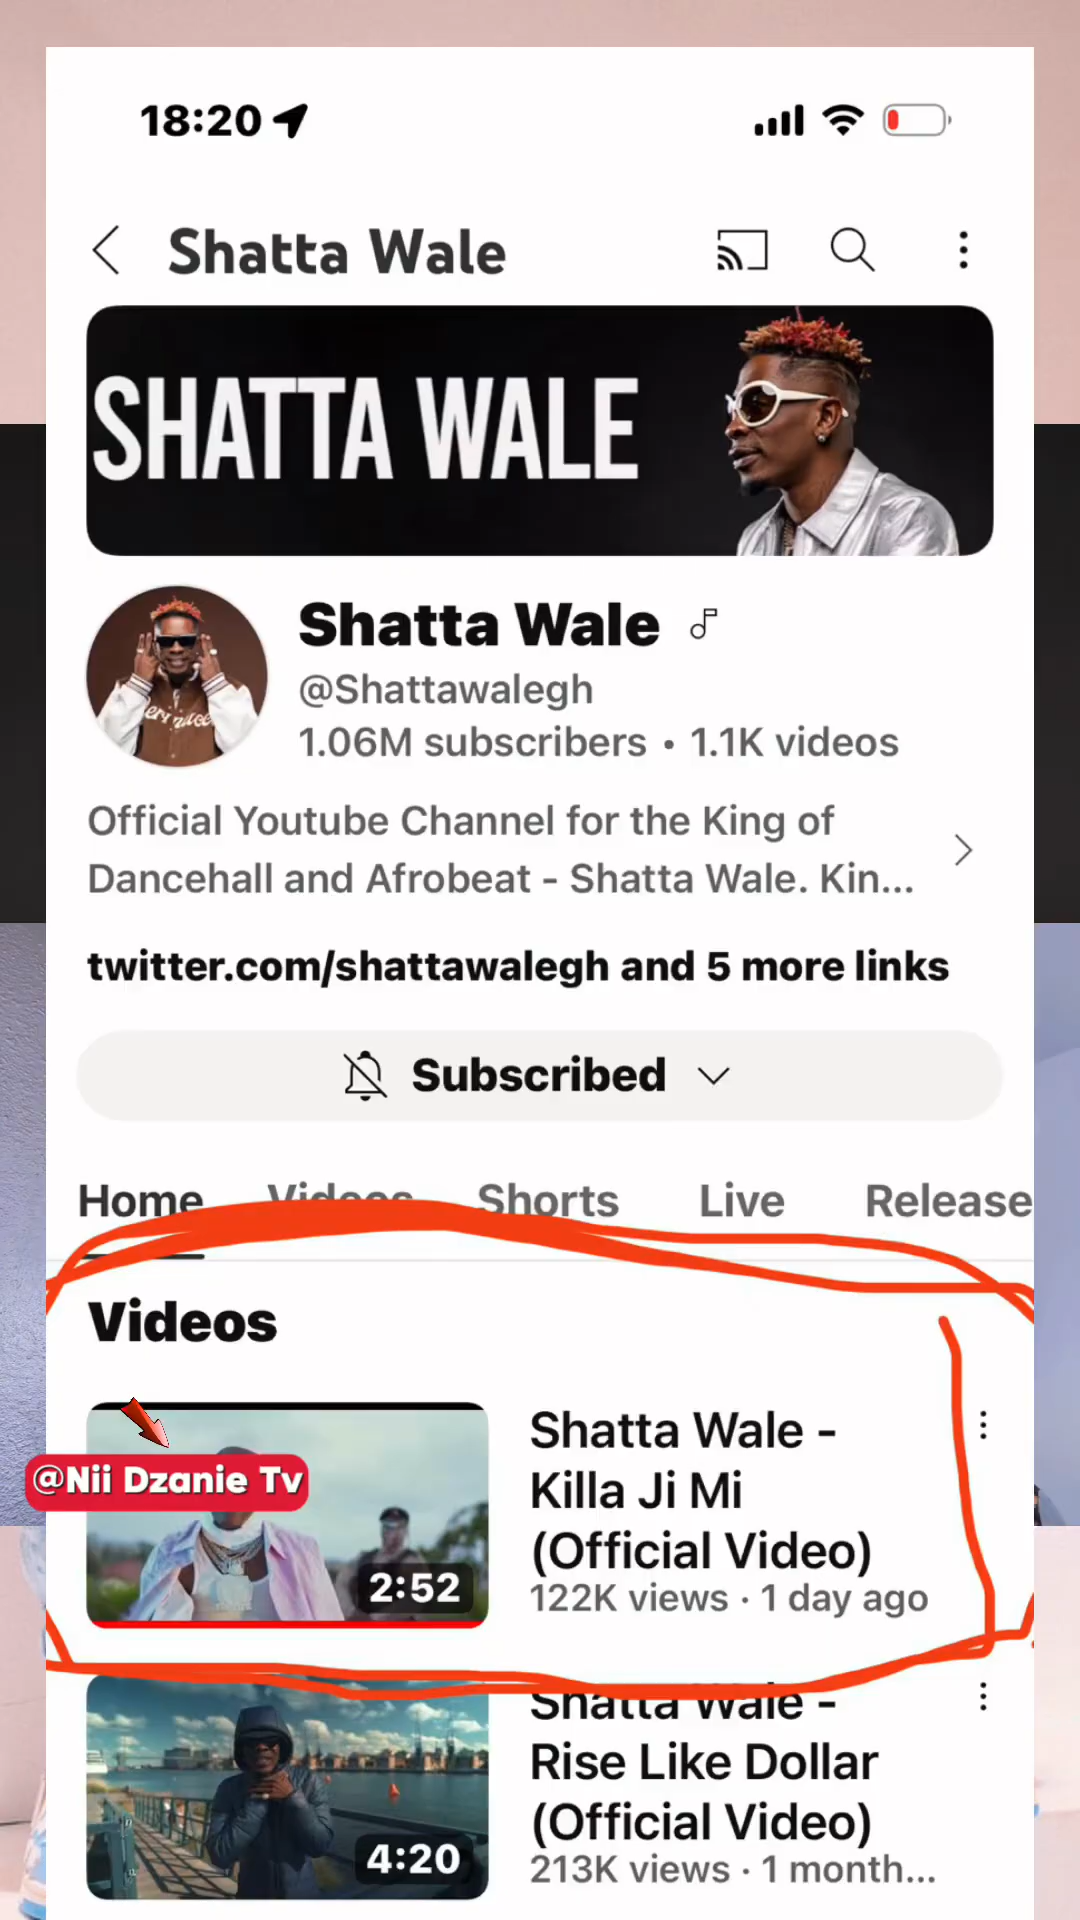 18:20
Shatta Wale
SHATTA WALE
Shatta Wale
@Shattawalegh
1.06M subscribers • 1.1K videos
Official Youtube Channel for the King of
Dancehall and Afrobeat - Shatta Wale. Kin...
twitter.com/shattawalegh and 5 more links
Subscribed
Home Videos Shorts Live Release
Videos
@Nii Dzanie Tv
2:52
Shatta Wale -
Killa Ji Mi
(Official Video)
122K views · 1 day ago
4:20
Shatta Wale -
Rise Like Dollar
(Official Video)
213K views · 1 month...